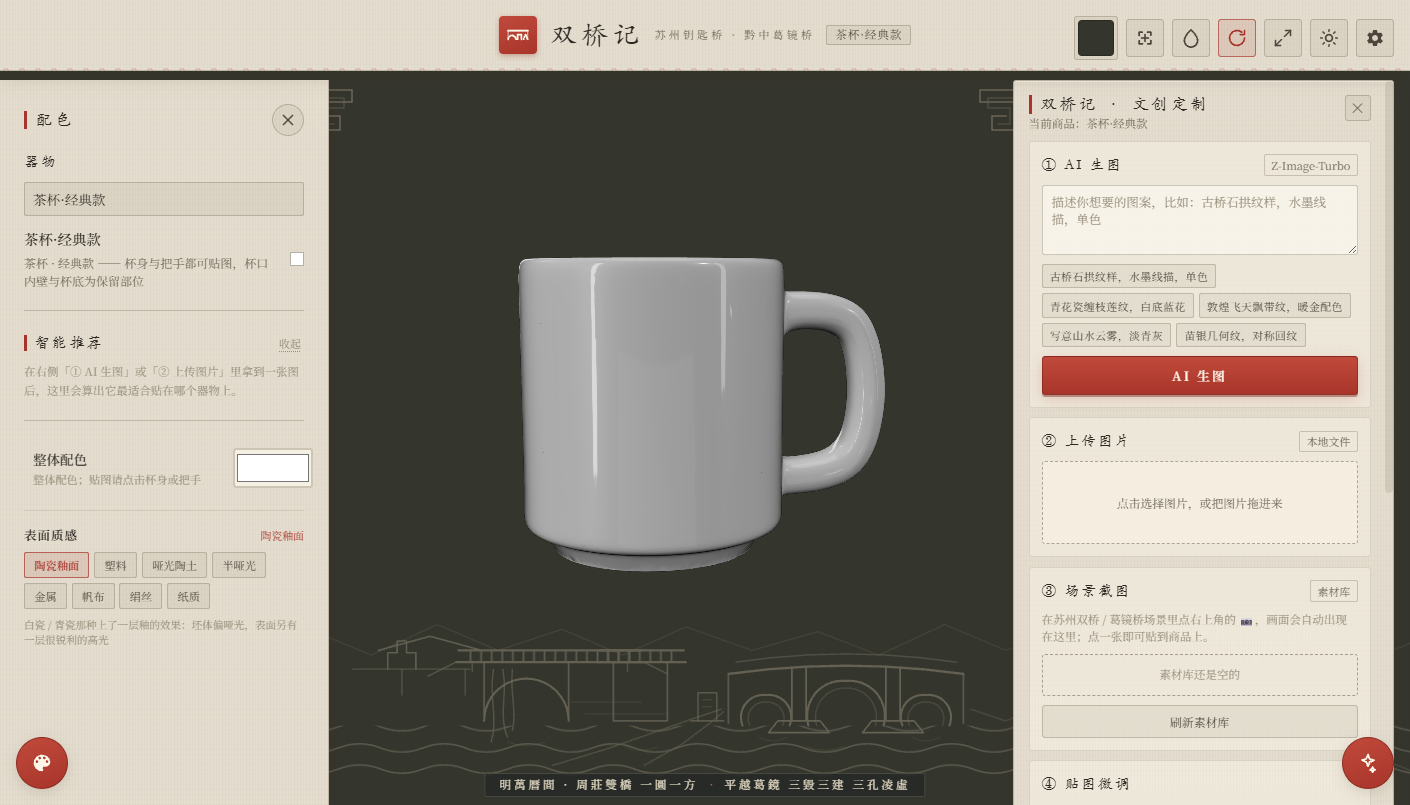 双桥记
苏州钥匙桥 · 黔中葛镜桥
茶杯·经典款
配色
器物
茶杯·经典款
茶杯·经典款
茶杯 · 经典款 —— 杯身与把手都可贴图，杯口
内壁与杯底为保留部位
智能推荐
收起
在右侧「① AI 生图」或「② 上传图片」里拿到一张图
后，这里会算出它最适合贴在哪个器物上。
整体配色
整体配色；贴图请点击杯身或把手
表面质感
陶瓷釉面
陶瓷釉面
塑料
哑光陶土
半哑光
金属
帆布
绢丝
纸质
白瓷 / 青瓷那种上了一层釉的效果：坯体偏哑光，表面另有
一层很锐利的高光
明萬曆間 · 周莊雙橋 一圓一方 · 平越葛鏡 三毀三建 三孔凌虛
双桥记 · 文创定制
当前商品：茶杯·经典款
① AI 生图
Z-Image-Turbo
描述你想要的图案，比如：古桥石拱纹样，水墨线
描，单色
古桥石拱纹样，水墨线描，单色
青花瓷缠枝莲纹，白底蓝花
敦煌飞天飘带纹，暖金配色
写意山水云雾，淡青灰
苗银几何纹，对称回纹
AI 生图
② 上传图片
本地文件
点击选择图片，或把图片拖进来
③ 场景截图
素材库
在苏州双桥 / 葛镜桥场景里点右上角的 📷，画面会自动出现
在这里；点一张即可贴到商品上。
素材库还是空的
刷新素材库
④ 贴图微调